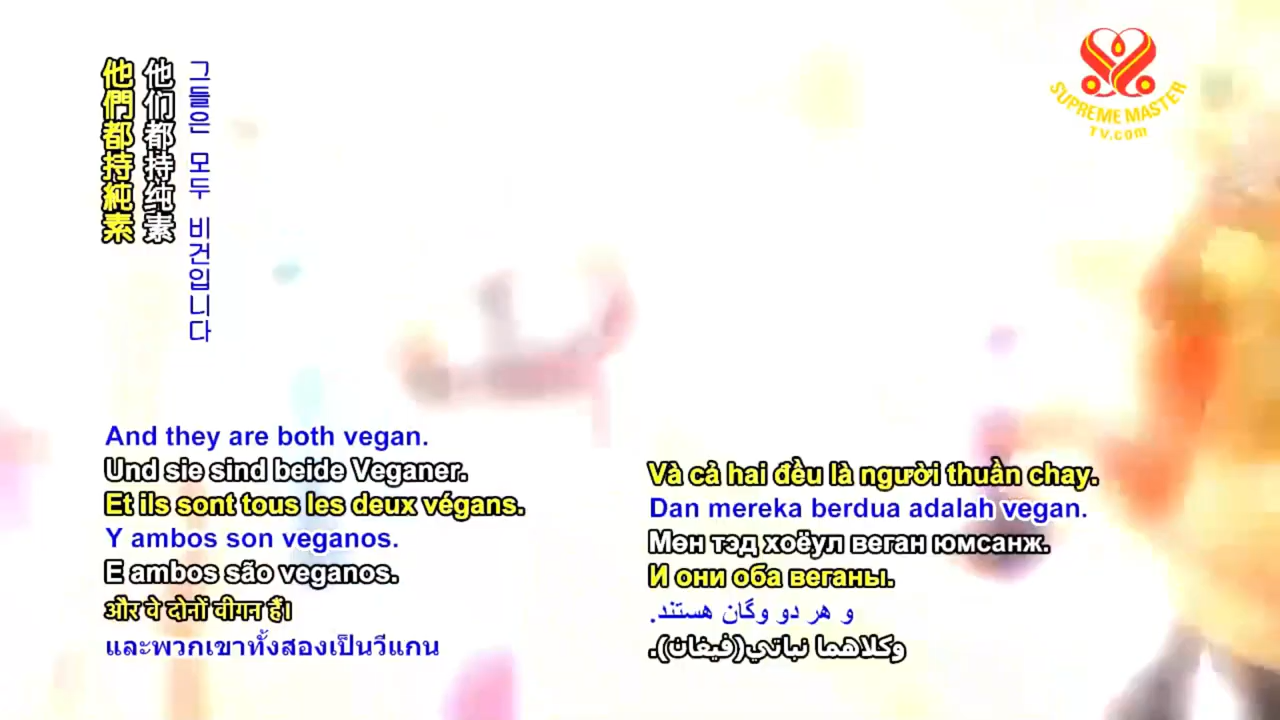 他們都持純素
他们都持纯素
그들은 모두 비건입니다
SUPREME MASTER
TV.com
And they are both vegan.
Und sie sind beide Veganer.
Et ils sont tous les deux végans.
Y ambos son veganos.
E ambos são veganos.
और वे दोनों वीगन हैं।
และพวกเขาทั้งสองเป็นวีแกน
Và cả hai đều là người thuần chay.
Dan mereka berdua adalah vegan.
Мөн тэд хоёул веган юмсанж.
И они оба веганы.
و هر دو وگان هستند.
وكلاهما نباتي(فيغان).